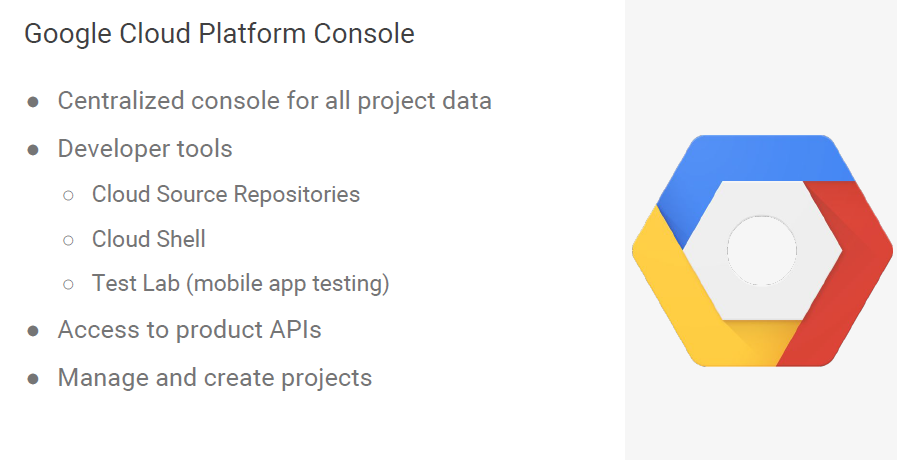 Google Cloud Platform Console
● Centralized console for all project data
● Developer tools
○ Cloud Source Repositories
○ Cloud Shell
○ Test Lab (mobile app testing)
● Access to product APIs
● Manage and create projects